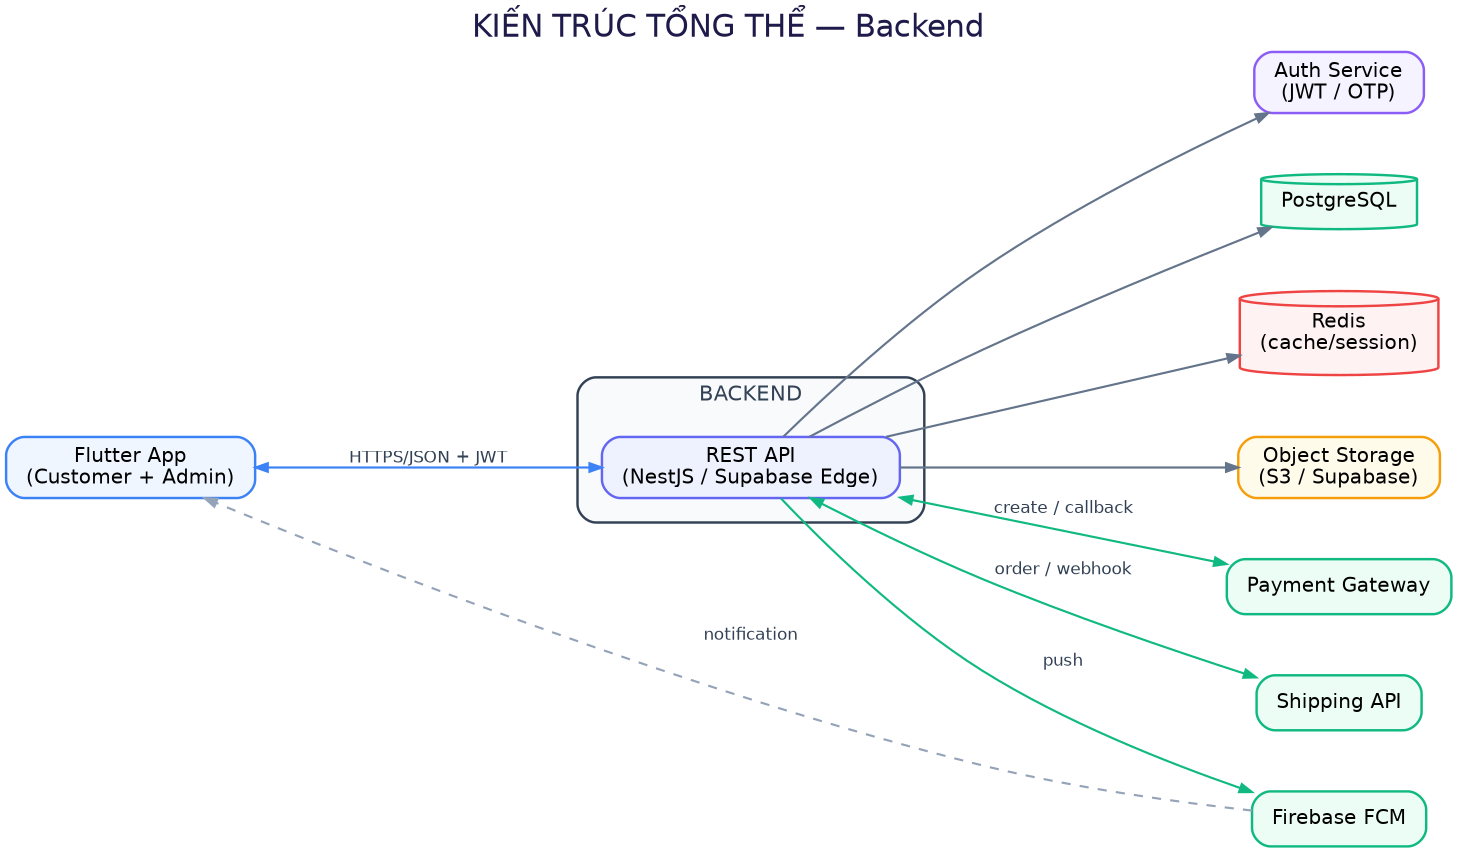 KIẾN TRÚC TỔNG THỂ — Backend
Auth Service
(JWT / OTP)
PostgreSQL
Redis
(cache/session)
BACKEND
Flutter App
(Customer + Admin)
HTTPS/JSON + JWT
REST API
(NestJS / Supabase Edge)
Object Storage
(S3 / Supabase)
create / callback
order / webhook
Payment Gateway
notification
push
Shipping API
Firebase FCM